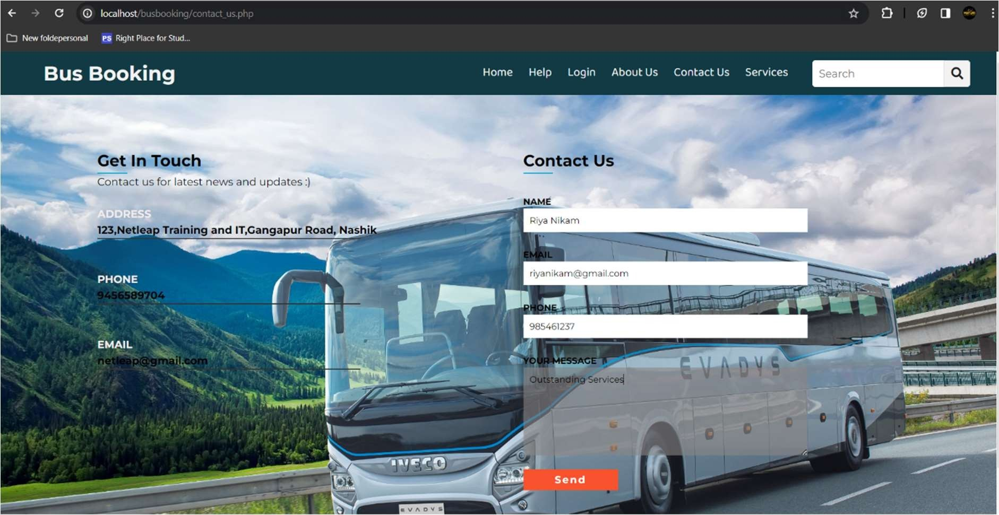 localhost/busbooking/contact_us.php
New foldepersonal
PS Right Place for Stud...
Bus Booking
Home Help Login About Us Contact Us Services
Search
Get In Touch
Contact us for latest news and updates :)
ADDRESS
123,Netleap Training and IT,Gangapur Road, Nashik
PHONE
9456589704
EMAIL
netleap@gmail.com
Contact Us
NAME
Riya Nikam
EMAIL
riyanikam@gmail.com
PHONE
985461237
YOUR MESSAGE
Outstanding Services
Send
EVADYS
IVECO
EVADYS